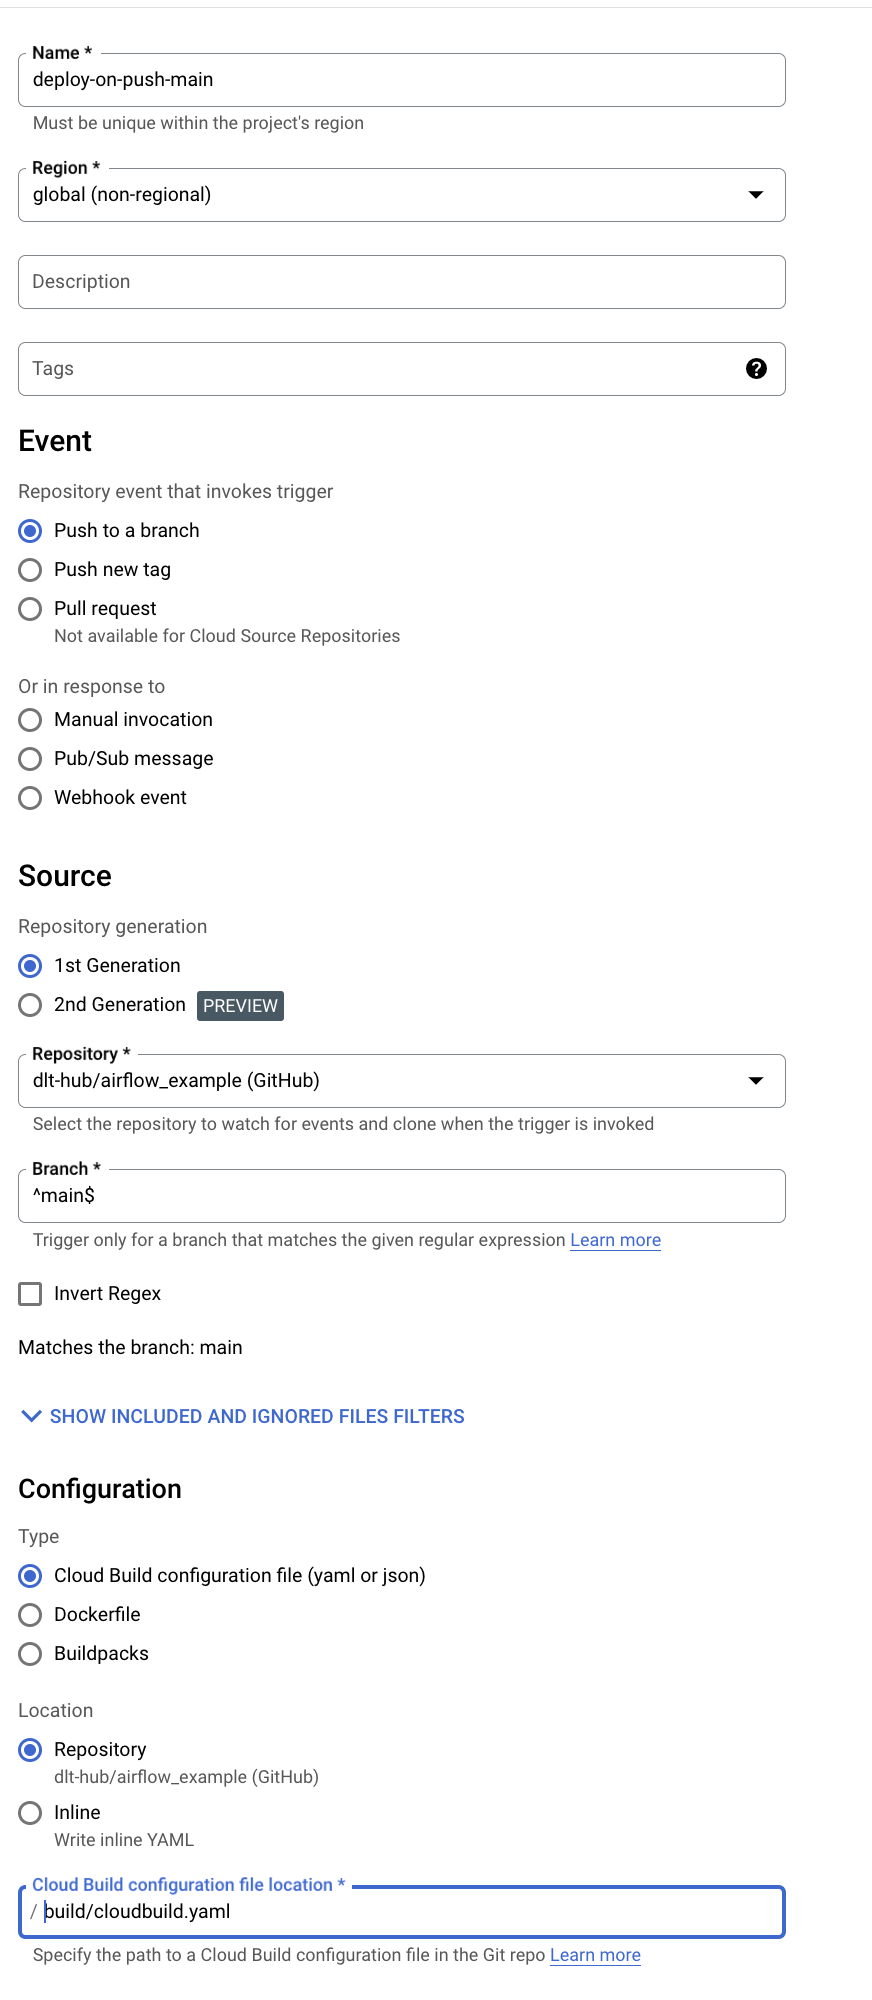 Name *
deploy-on-push-main
Must be unique within the project's region
Region *
global (non-regional)
Description
Tags
Event
Repository event that invokes trigger
Push to a branch
Push new tag
Pull request
Not available for Cloud Source Repositories
Or in response to
Manual invocation
Pub/Sub message
Webhook event
Source
Repository generation
1st Generation
2nd Generation PREVIEW
Repository *
dlt-hub/airflow_example (GitHub)
Select the repository to watch for events and clone when the trigger is invoked
Branch *
^main$
Trigger only for a branch that matches the given regular expression Learn more
Invert Regex
Matches the branch: main
SHOW INCLUDED AND IGNORED FILES FILTERS
Configuration
Type
Cloud Build configuration file (yaml or json)
Dockerfile
Buildpacks
Location
Repository
dlt-hub/airflow_example (GitHub)
Inline
Write inline YAML
Cloud Build configuration file location *
/ build/cloudbuild.yaml
Specify the path to a Cloud Build configuration file in the Git repo Learn more